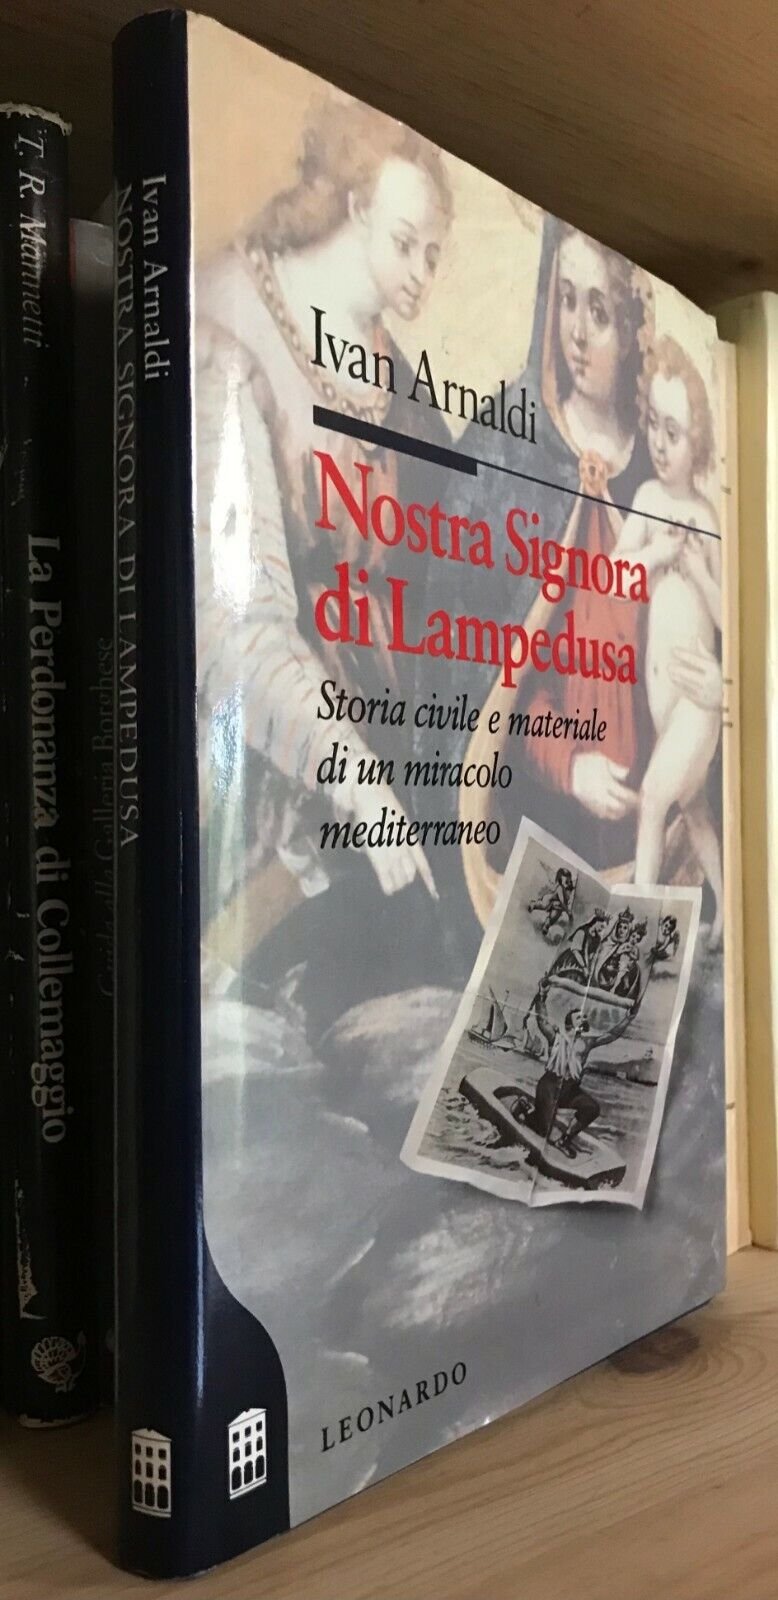 T. R. Mannetti
La Perdonanza di Collemaggio
Guida alla Galleria Borghese
Ivan Arnaldi
NOSTRA SIGNORA DI LAMPEDUSA
Ivan Arnaldi
Nostra Signora
di Lampedusa
Storia civile e materiale
di un miracolo
mediterraneo
LEONARDO